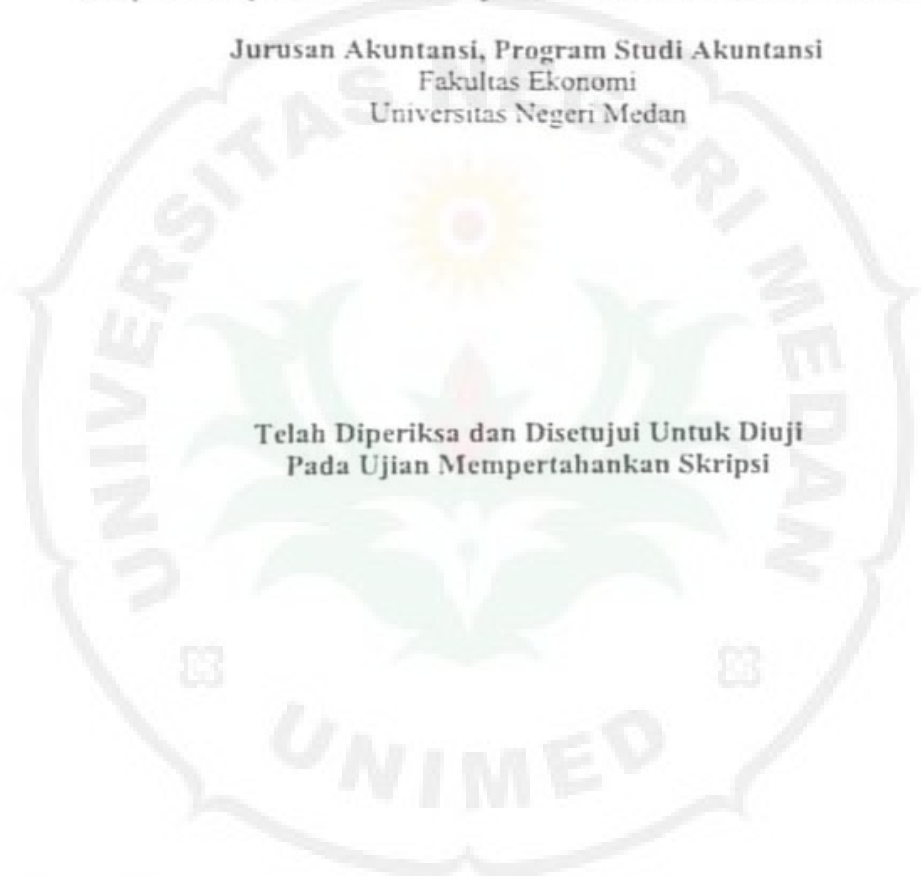 Jurusan Akuntansi, Program Studi Akuntansi
Fakultas Ekonomi
Universitas Negeri Medan
UNIVERSITAS NEGERI MEDAN
Telah Diperiksa dan Disetujui Untuk Diuji
Pada Ujian Mempertahankan Skripsi
UNIMED